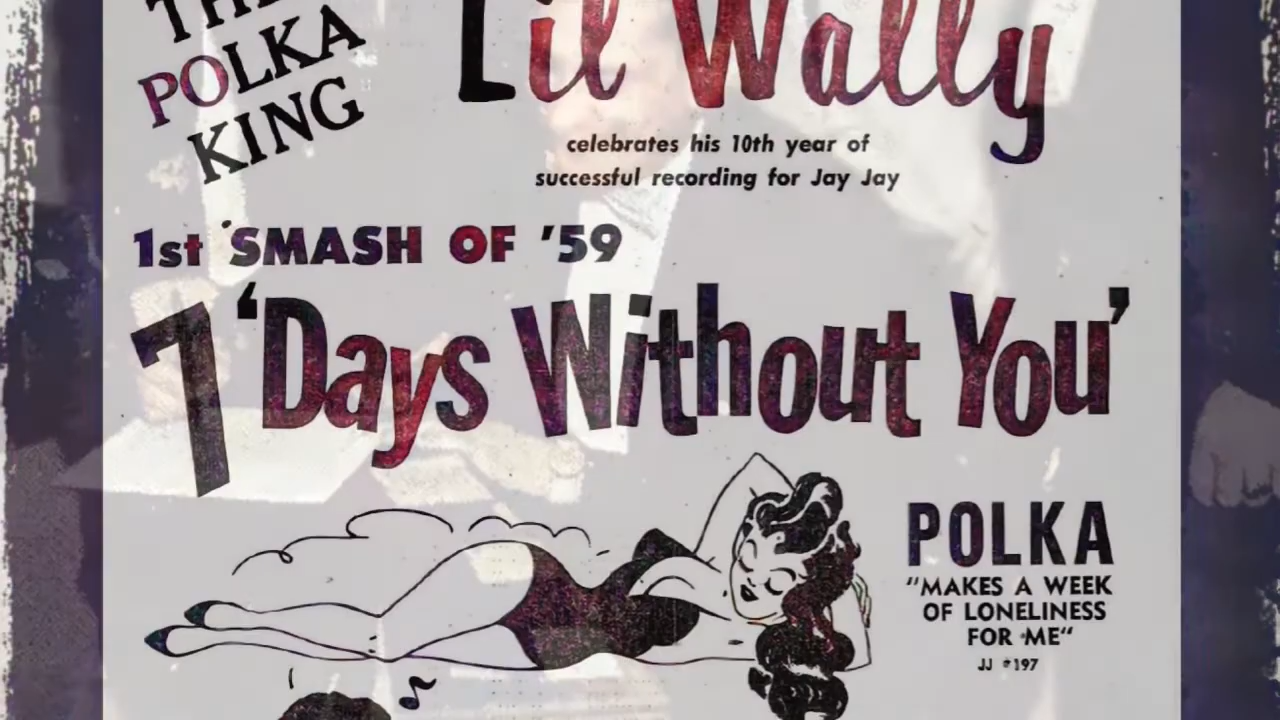 THE
POLKA
KING
Lil Wally
celebrates his 10th year of
successful recording for Jay Jay
1st SMASH OF '59
7 'Days Without You'
POLKA
"MAKES A WEEK
OF LONELINESS
FOR ME"
JJ #197